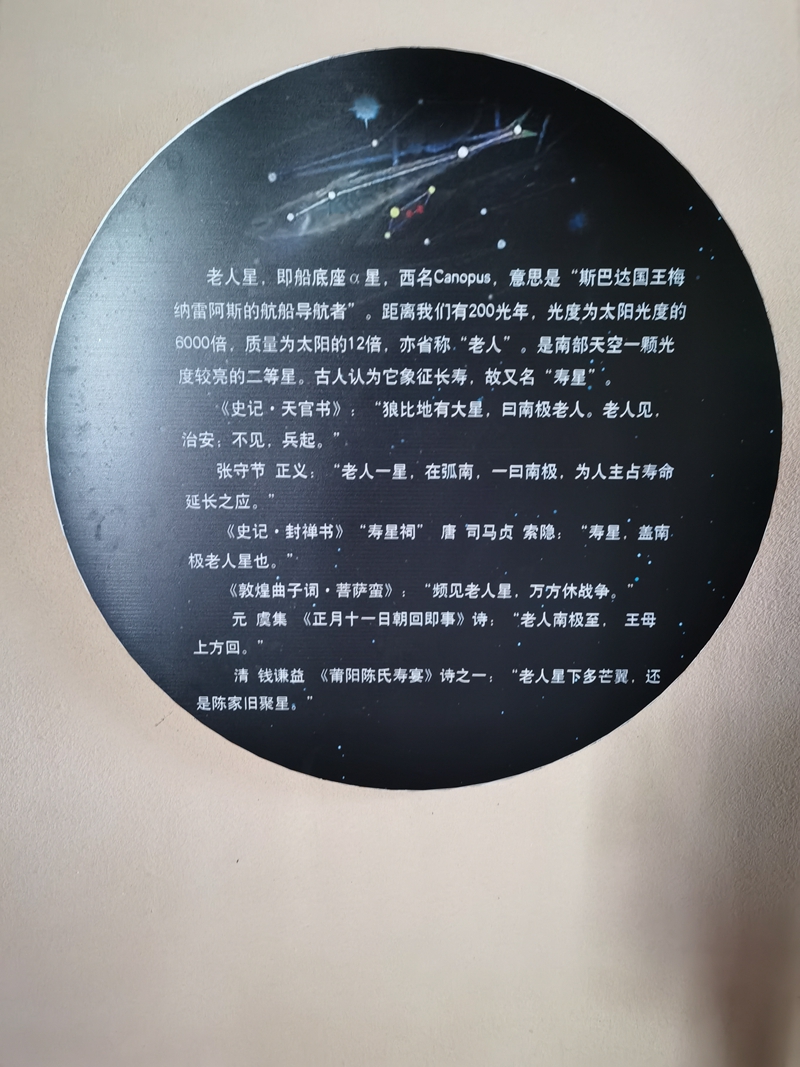 老人星，即船底座α星，西名Canopus，意思是“斯巴达国王梅
纳雷阿斯的航船导航者”。距离我们有200光年，光度为太阳光度的
6000倍，质量为太阳的12倍，亦省称“老人”。是南部天空一颗光
度较亮的二等星。古人认为它象征长寿，故又名“寿星”。
《史记·天官书》：“狼比地有大星，曰南极老人。老人见，
治安；不见，兵起。”
张守节 正义：“老人一星，在弧南，一曰南极，为人主占寿命
延长之应。”
《史记·封禅书》“寿星祠” 唐 司马贞 索隐：“寿星，盖南
极老人星也。”
《敦煌曲子词·菩萨蛮》：“频见老人星，万方休战争。”
元 虞集 《正月十一日朝回即事》诗：“老人南极至， 王母
上方回。”
清 钱谦益 《莆阳陈氏寿宴》诗之一：“老人星下多芒翼，还
是陈家旧聚星。”